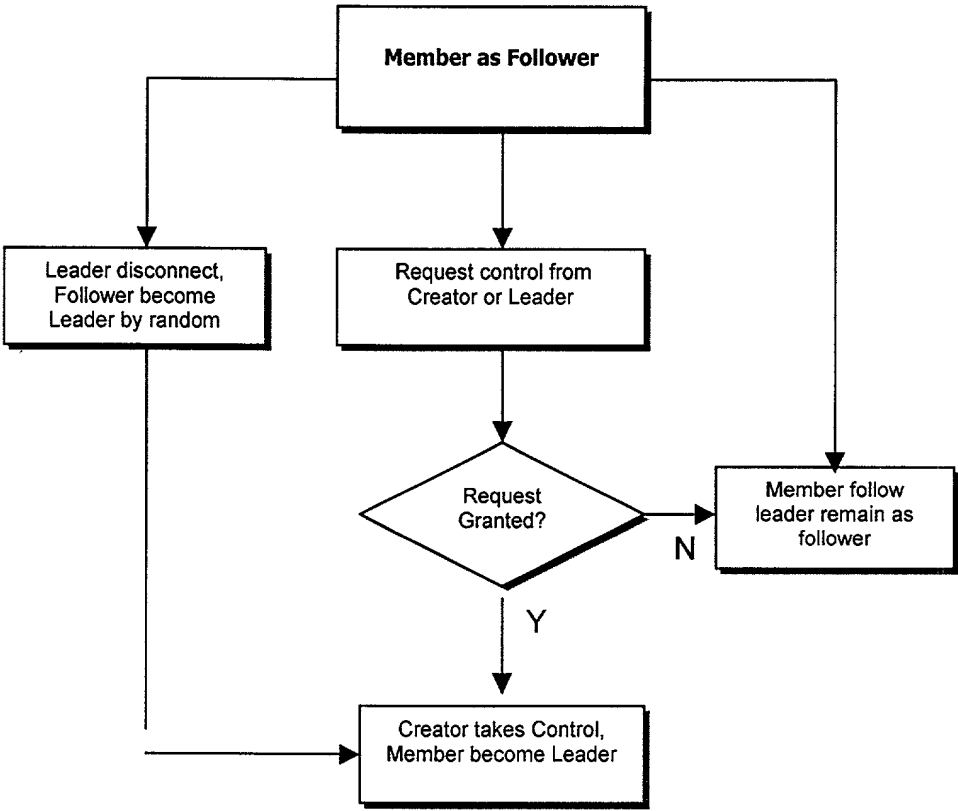 Member as Follower
Leader disconnect,
Follower become
Leader by random
Request control from
Creator or Leader
Request
Granted?
N
Member follow
leader remain as
follower
Y
Creator takes Control,
Member become Leader